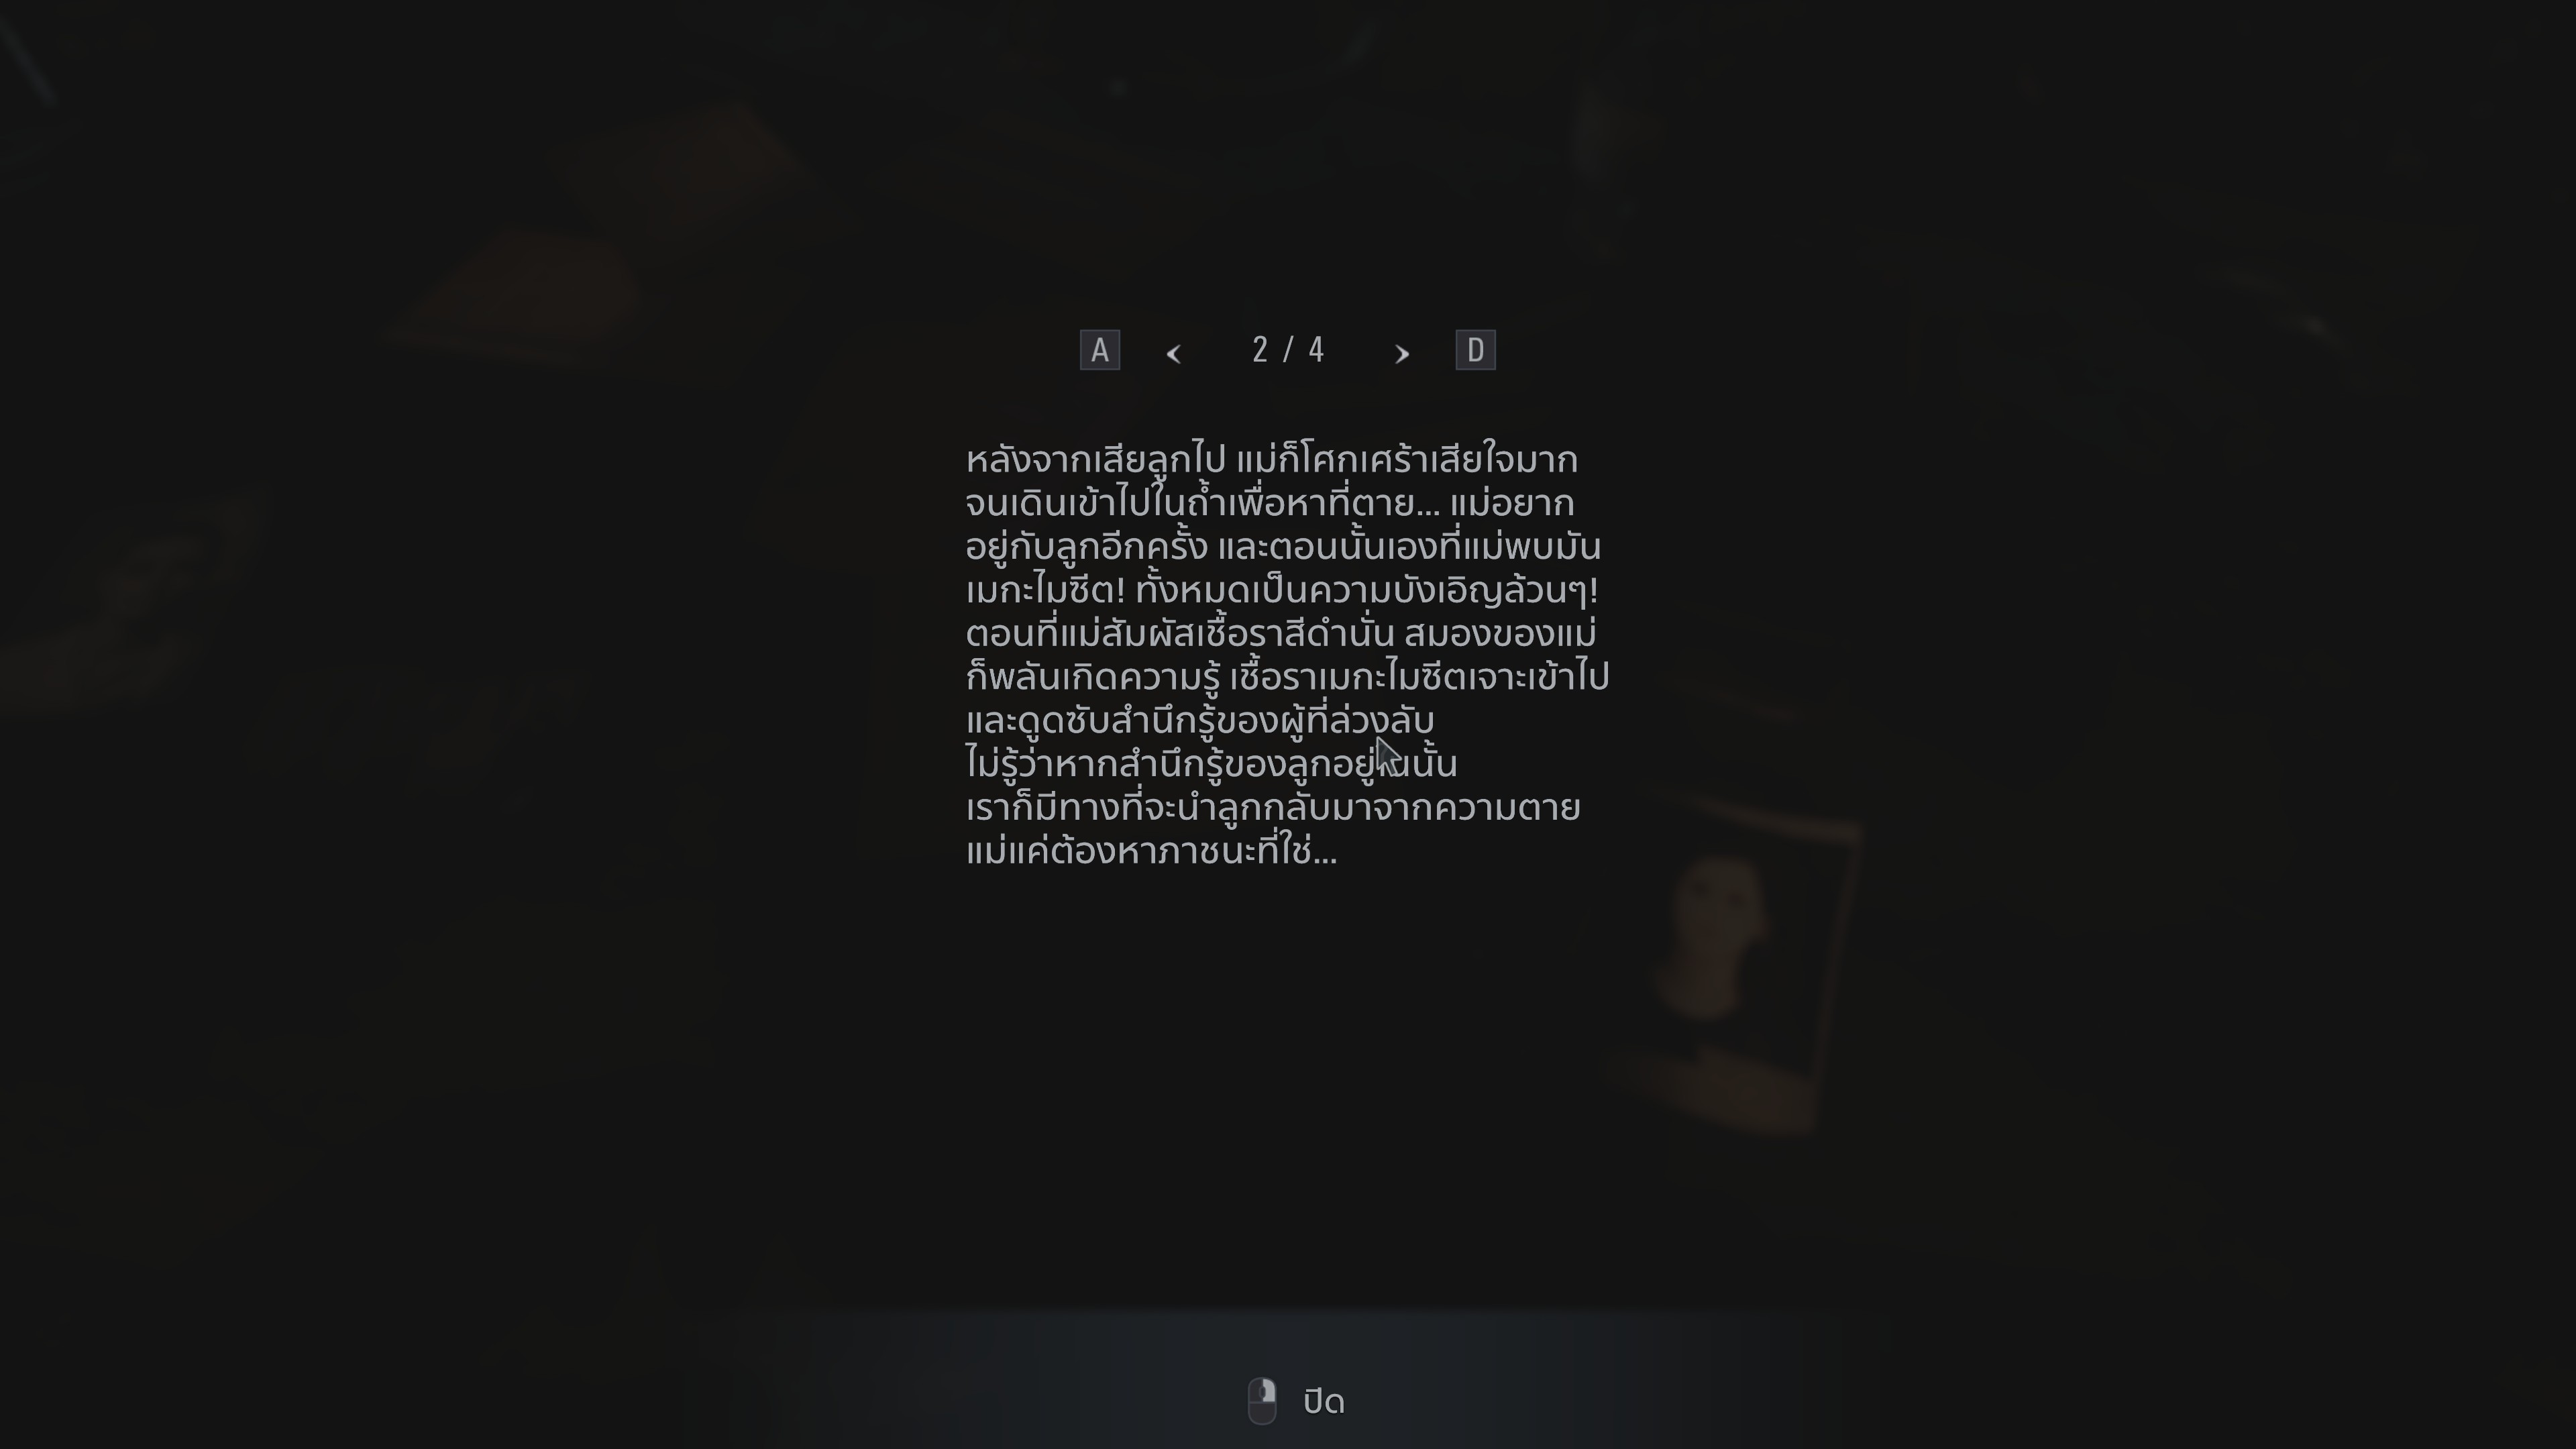 A < 2 / 4 > D
หลังจากเสียลูกไป แม่ก็โศกเศร้าเสียใจมาก
จนเดินเข้าไปในถ้ำเพื่อหาที่ตาย... แม่อยาก
อยู่กับลูกอีกครั้ง และตอนนั้นเองที่แม่พบมัน
เมกะไมซีต! ทั้งหมดเป็นความบังเอิญล้วนๆ!
ตอนที่แม่สัมผัสเชื้อราสีดำนั่น สมองของแม่
ก็พลันเกิดความรู้ เชื้อราเมกะไมซีตเจาะเข้าไป
และดูดซับสำนึกรู้ของผู้ที่ล่วงลับ
ไม่รู้ว่าหากสำนึกรู้ของลูกอยู่ในนั้น
เราก็มีทางที่จะนำลูกกลับมาจากความตาย
แม่แค่ต้องหาภาชนะที่ใช่...
ปิด